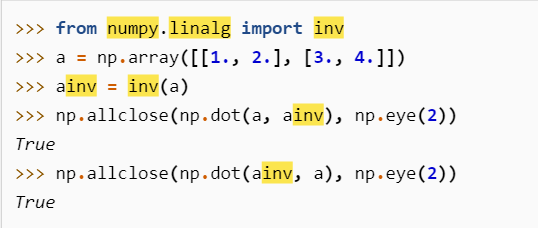 >>> from numpy.linalg import inv
>>> a = np.array([[1., 2.], [3., 4.]])
>>> ainv = inv(a)
>>> np.allclose(np.dot(a, ainv), np.eye(2))
True
>>> np.allclose(np.dot(ainv, a), np.eye(2))
True